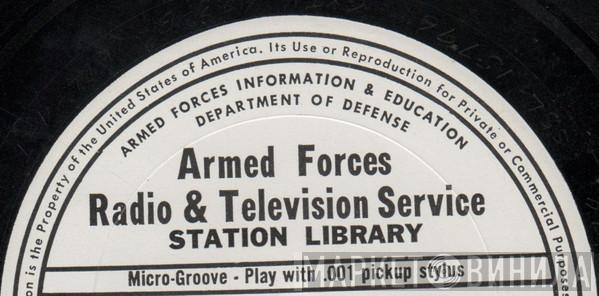 on is the Property of the United States of America. Its Use or Reproduction for Private or Commercial Purposes
ARMED FORCES INFORMATION & EDUCATION
DEPARTMENT OF DEFENSE
Armed Forces
Radio & Television Service
STATION LIBRARY
Micro-Groove - Play with .001 pickup stylus
МАРКЕТ ВИНИЛА